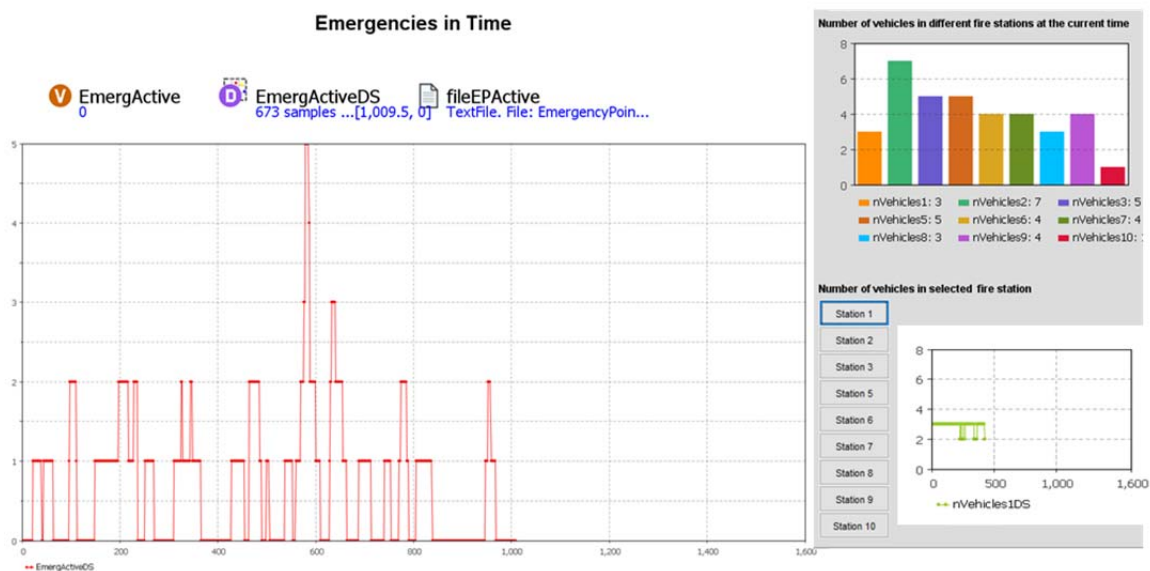 Emergencies in Time
EmergActive
0
EmergActiveDS
673 samples ...[1,009.5, 0]
fileEPActive
TextFile. File: EmergencyPoin...
5
4
3
2
1
0
0
200
400
600
800
1,000
1,200
1,400
1,600
EmergActiveDS
Number of vehicles in different fire stations at the current time
8
6
4
2
0
nVehicles1: 3
nVehicles2: 7
nVehicles3: 5
nVehicles5: 5
nVehicles6: 4
nVehicles7: 4
nVehicles8: 3
nVehicles9: 4
nVehicles10:
Number of vehicles in selected fire station
Station 1
Station 2
Station 3
Station 5
Station 6
Station 7
Station 8
Station 9
Station 10
8
6
4
2
0
0
500
1,000
1,600
nVehicles1DS